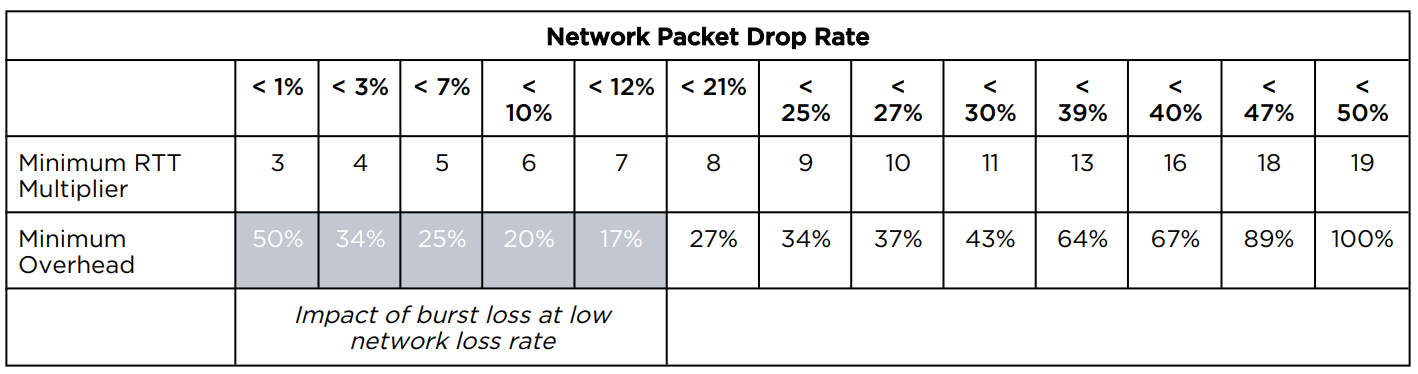 Network Packet Drop Rate
< 1% < 3% < 7% < 10% < 12% < 21% < 25% < 27% < 30% < 39% < 40% < 47% < 50%
Minimum RTT Multiplier 3 4 5 6 7 8 9 10 11 13 16 18 19
Minimum Overhead 50% 34% 25% 20% 17% 27% 34% 37% 43% 64% 67% 89% 100%
Impact of burst loss at low
network loss rate